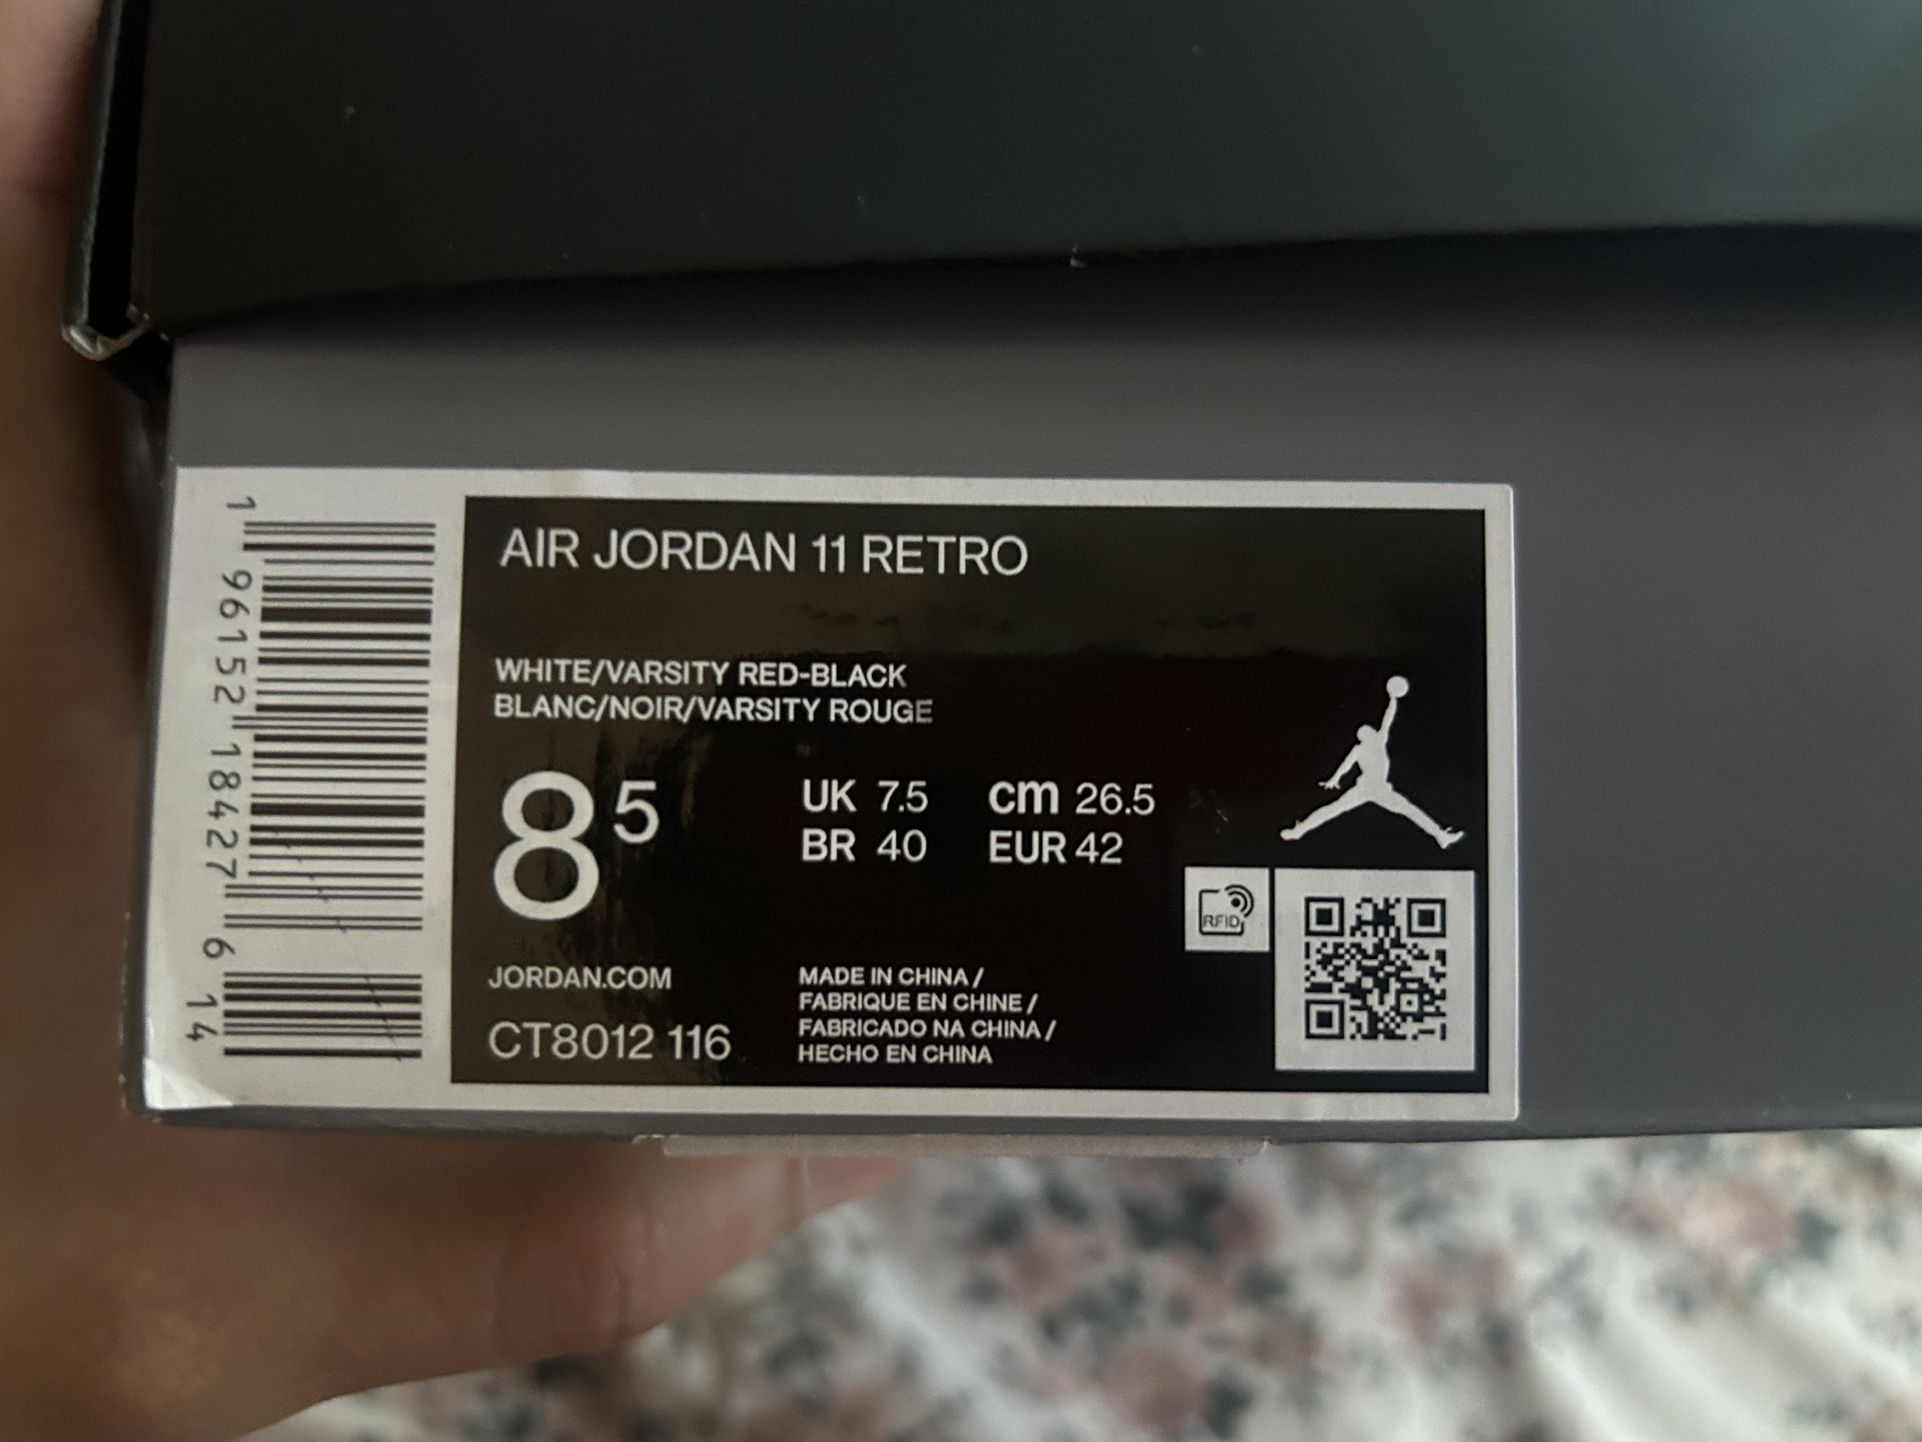 1 96152 18427 6 14
AIR JORDAN 11 RETRO
WHITE/VARSITY RED-BLACK
BLANC/NOIR/VARSITY ROUGE
8 5
UK 7.5 cm 26.5
BR 40 EUR 42
RFID
JORDAN.COM
CT8012 116
MADE IN CHINA /
FABRIQUE EN CHINE /
FABRICADO NA CHINA /
HECHO EN CHINA